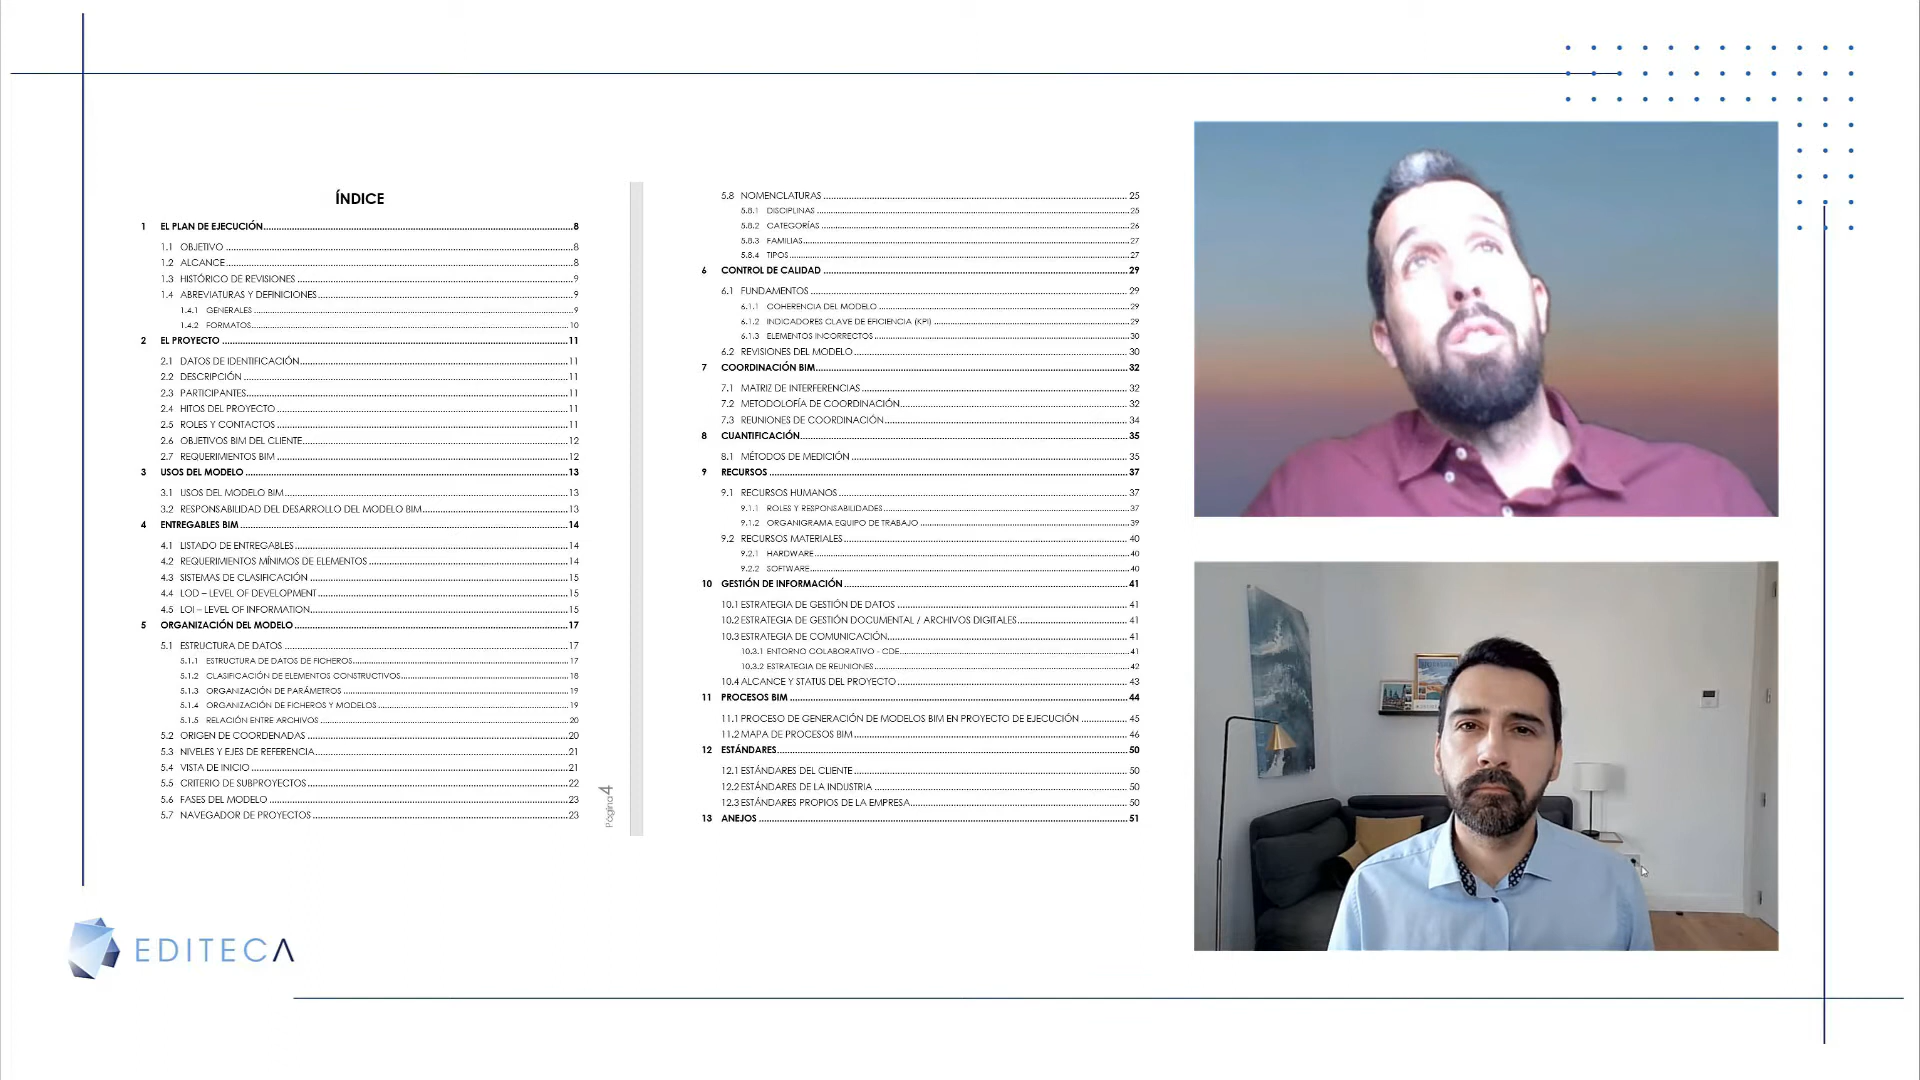 ÍNDICE
1 EL PLAN DE EJECUCIÓN 8
1.1 OBJETIVO 8
1.2 ALCANCE 8
1.3 HISTÓRICO DE REVISIONES 9
1.4 ABREVIATURAS Y DEFINICIONES 9
1.4.1 GENERALES 9
1.4.2 FORMATOS 10
2 EL PROYECTO 11
2.1 DATOS DE IDENTIFICACIÓN 11
2.2 DESCRIPCIÓN 11
2.3 PARTICIPANTES 11
2.4 HITOS DEL PROYECTO 11
2.5 ROLES Y CONTACTOS 11
2.6 OBJETIVOS BIM DEL CLIENTE 12
2.7 REQUERIMIENTOS BIM 12
3 USOS DEL MODELO 13
3.1 USOS DEL MODELO BIM 13
3.2 RESPONSABILIDAD DEL DESARROLLO DEL MODELO BIM 13
4 ENTREGABLES BIM 14
4.1 LISTADO DE ENTREGABLES 14
4.2 REQUERIMIENTOS MÍNIMOS DE ELEMENTOS 14
4.3 SISTEMAS DE CLASIFICACIÓN 15
4.4 LOD – LEVEL OF DEVELOPMENT 15
4.5 LOI – LEVEL OF INFORMATION 15
5 ORGANIZACIÓN DEL MODELO 17
5.1 ESTRUCTURA DE DATOS 17
5.1.1 ESTRUCTURA DE DATOS DE FICHEROS 17
5.1.2 CLASIFICACIÓN DE ELEMENTOS CONSTRUCTIVOS 18
5.1.3 ORGANIZACIÓN DE PARÁMETROS 19
5.1.4 ORGANIZACIÓN DE FICHEROS Y MODELOS 19
5.1.5 RELACIÓN ENTRE ARCHIVOS 20
5.2 ORIGEN DE COORDENADAS 20
5.3 NIVELES Y EJES DE REFERENCIA 21
5.4 VISTA DE INICIO 21
5.5 CRITERIO DE SUBPROYECTOS 22
5.6 FASES DEL MODELO 23
5.7 NAVEGADOR DE PROYECTOS 23
Página 4
5.8 NOMENCLATURAS 25
5.8.1 DISCIPLINAS 25
5.8.2 CATEGORÍAS 26
5.8.3 FAMILIAS 27
5.8.4 TIPOS 27
6 CONTROL DE CALIDAD 29
6.1 FUNDAMENTOS 29
6.1.1 COHERENCIA DEL MODELO 29
6.1.2 INDICADORES CLAVE DE EFICIENCIA (KPI) 29
6.1.3 ELEMENTOS INCORRECTOS 30
6.2 REVISIONES DEL MODELO 30
7 COORDINACIÓN BIM 32
7.1 MATRIZ DE INTERFERENCIAS 32
7.2 METODOLOFÍA DE COORDINACIÓN 32
7.3 REUNIONES DE COORDINACIÓN 34
8 CUANTIFICACIÓN 35
8.1 MÉTODOS DE MEDICIÓN 35
9 RECURSOS 37
9.1 RECURSOS HUMANOS 37
9.1.1 ROLES Y RESPONSABILIDADES 37
9.1.2 ORGANIGRAMA EQUIPO DE TRABAJO 39
9.2 RECURSOS MATERIALES 40
9.2.1 HARDWARE 40
9.2.2 SOFTWARE 40
10 GESTIÓN DE INFORMACIÓN 41
10.1 ESTRATEGIA DE GESTIÓN DE DATOS 41
10.2 ESTRATEGIA DE GESTIÓN DOCUMENTAL / ARCHIVOS DIGITALES 41
10.3 ESTRATEGIA DE COMUNICACIÓN 41
10.3.1 ENTORNO COLABORATIVO - CDE 41
10.3.2 ESTRATEGIA DE REUNIONES 42
10.4 ALCANCE Y STATUS DEL PROYECTO 43
11 PROCESOS BIM 44
11.1 PROCESO DE GENERACIÓN DE MODELOS BIM EN PROYECTO DE EJECUCIÓN 45
11.2 MAPA DE PROCESOS BIM 46
12 ESTÁNDARES 50
12.1 ESTÁNDARES DEL CLIENTE 50
12.2 ESTÁNDARES DE LA INDUSTRIA 50
12.3 ESTÁNDARES PROPIOS DE LA EMPRESA 50
13 ANEJOS 51
EDITECA